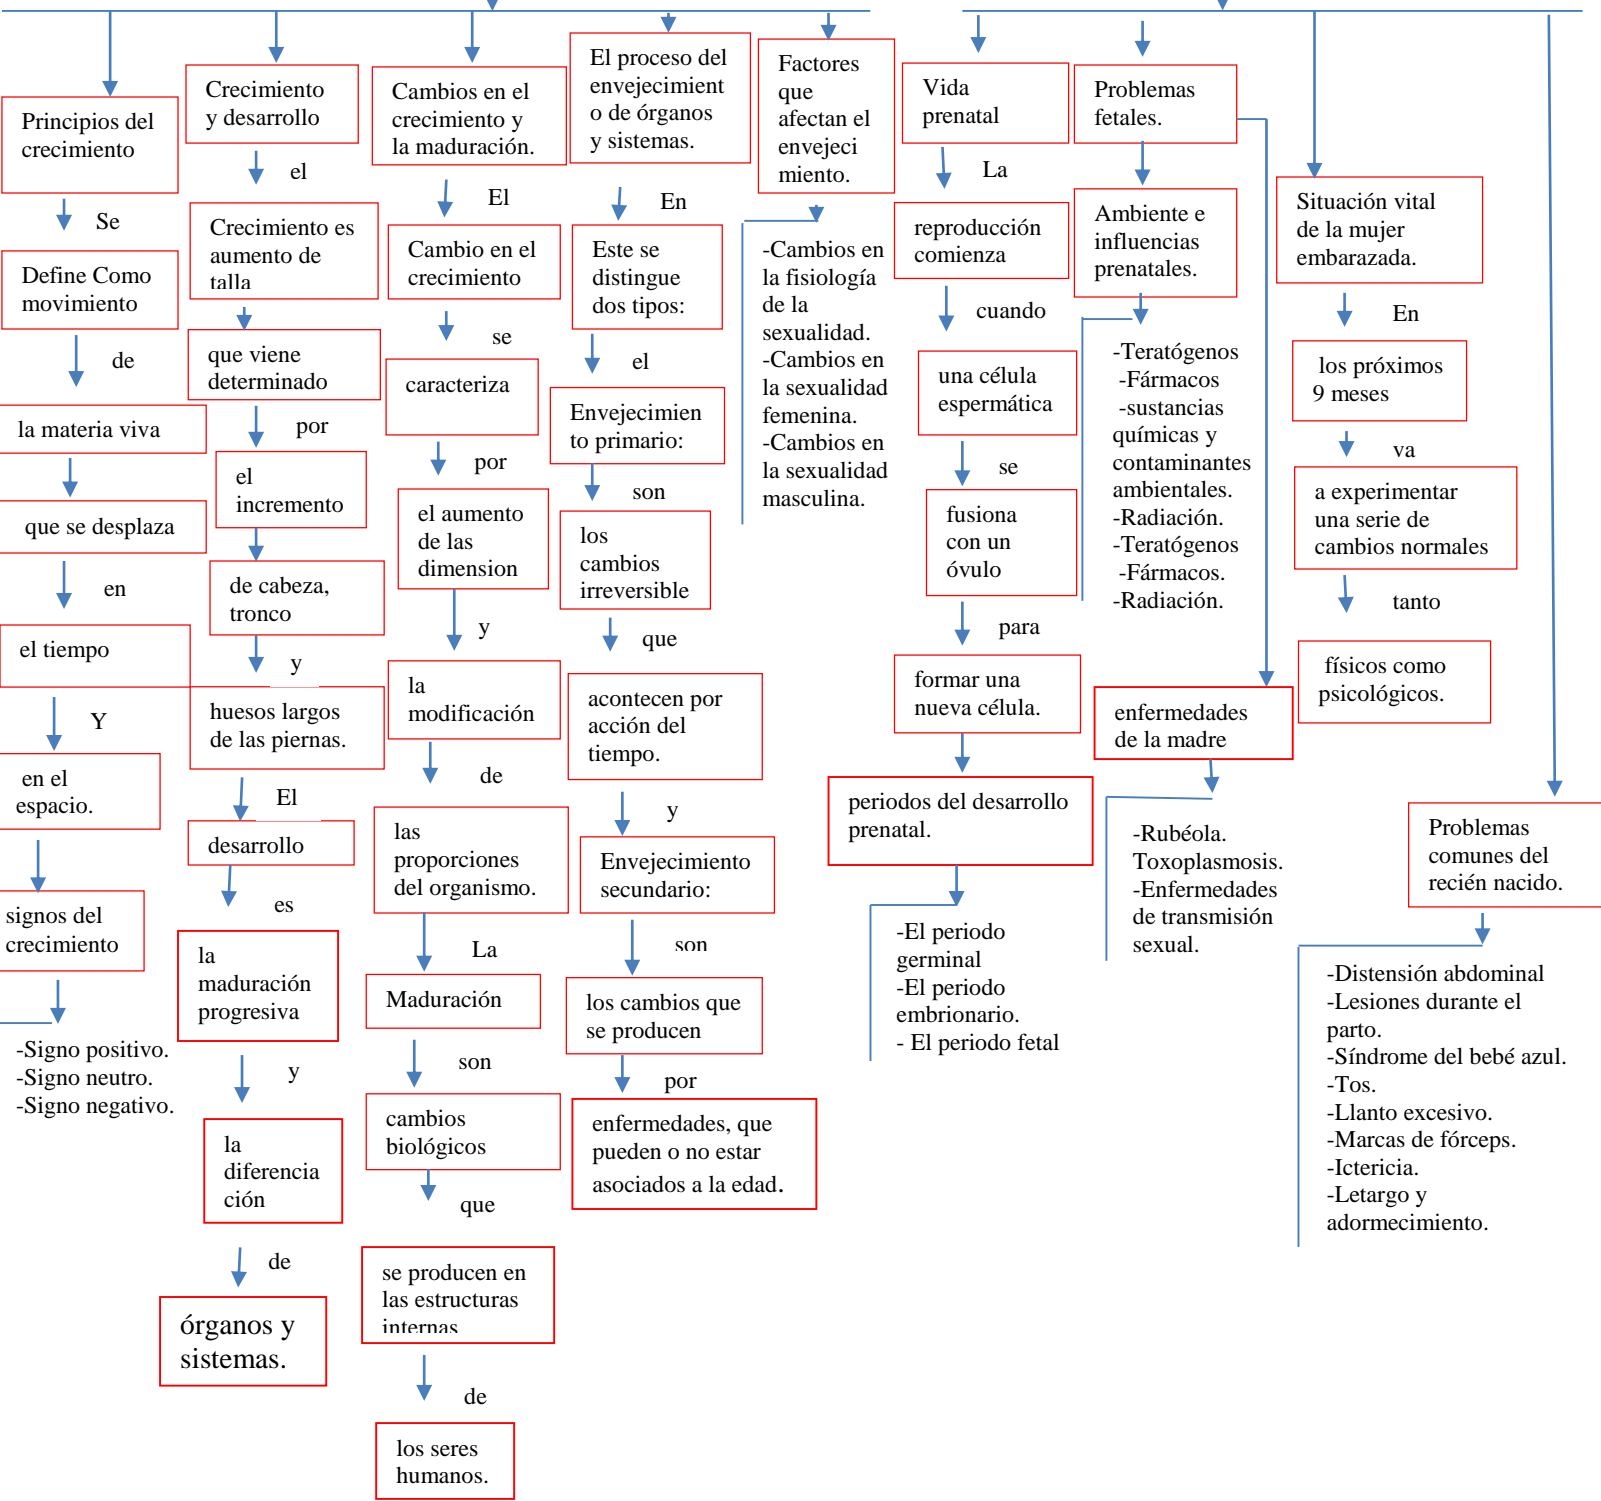 Principios del
crecimiento
Se
Define Como
movimiento
de
la materia viva
que se desplaza
en
el tiempo
Y
en el
espacio.
signos del
crecimiento
-Signo positivo.
-Signo neutro.
-Signo negativo.
Crecimiento
y desarrollo
el
Crecimiento es
aumento de
talla
que viene
determinado
por
el
incremento
de cabeza,
tronco
y
huesos largos
de las piernas.
El
desarrollo
es
la
maduración
progresiva
y
la
diferencia
ción
de
órganos y
sistemas.
Cambios en el
crecimiento y
la maduración.
El
Cambio en el
crecimiento
se
caracteriza
por
el aumento
de las
dimension
y
la
modificación
de
las
proporciones
del organismo.
La
Maduración
son
cambios
biológicos
que
se producen en
las estructuras
internas
de
los seres
humanos.
El proceso del
envejecimient
o de órganos
y sistemas.
En
Este se
distingue
dos tipos:
el
Envejecimien
to primario:
son
los
cambios
irreversible
que
acontecen por
acción del
tiempo.
y
Envejecimiento
secundario:
son
los cambios que
se producen
por
enfermedades, que
pueden o no estar
asociados a la edad.
Factores
que
afectan el
envejeci
miento.
-Cambios en
la fisiología
de la
sexualidad.
-Cambios en
la sexualidad
femenina.
-Cambios en
la sexualidad
masculina.
Vida
prenatal
La
reproducción
comienza
cuando
una célula
espermática
se
fusiona
con un
óvulo
para
formar una
nueva célula.
periodos del desarrollo
prenatal.
-El periodo
germinal
-El periodo
embrionario.
- El periodo fetal
Problemas
fetales.
Ambiente e
influencias
prenatales.
-Teratógenos
-Fármacos
-sustancias
químicas y
contaminantes
ambientales.
-Radiación.
-Teratógenos
-Fármacos.
-Radiación.
enfermedades
de la madre
-Rubéola.
Toxoplasmosis.
-Enfermedades
de transmisión
sexual.
Situación vital
de la mujer
embarazada.
En
los próximos
9 meses
va
a experimentar
una serie de
cambios normales
tanto
físicos como
psicológicos.
Problemas
comunes del
recién nacido.
-Distensión abdominal
-Lesiones durante el
parto.
-Síndrome del bebé azul.
-Tos.
-Llanto excesivo.
-Marcas de fórceps.
-Ictericia.
-Letargo y
adormecimiento.